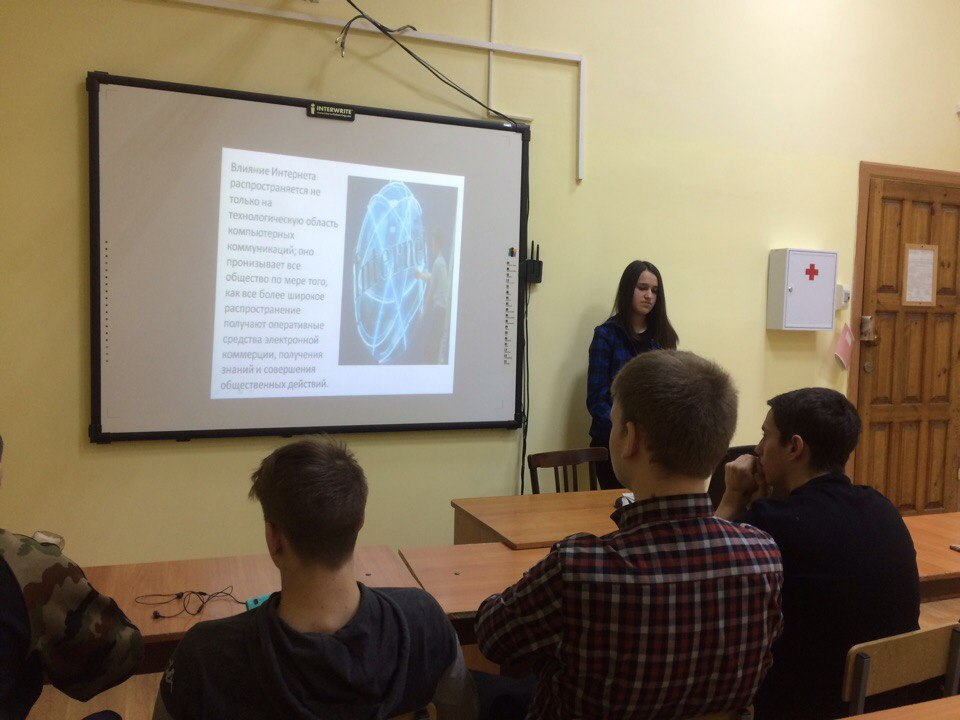 INTERWRITE
Влияние Интернета
распространяется не
только на
технологическую область
компьютерных
коммуникаций; оно
пронизывает все
общество по мере того,
как все более широкое
распространение
получают оперативные
средства электронной
коммерции, получения
знаний и совершения
общественных действий.
Internet